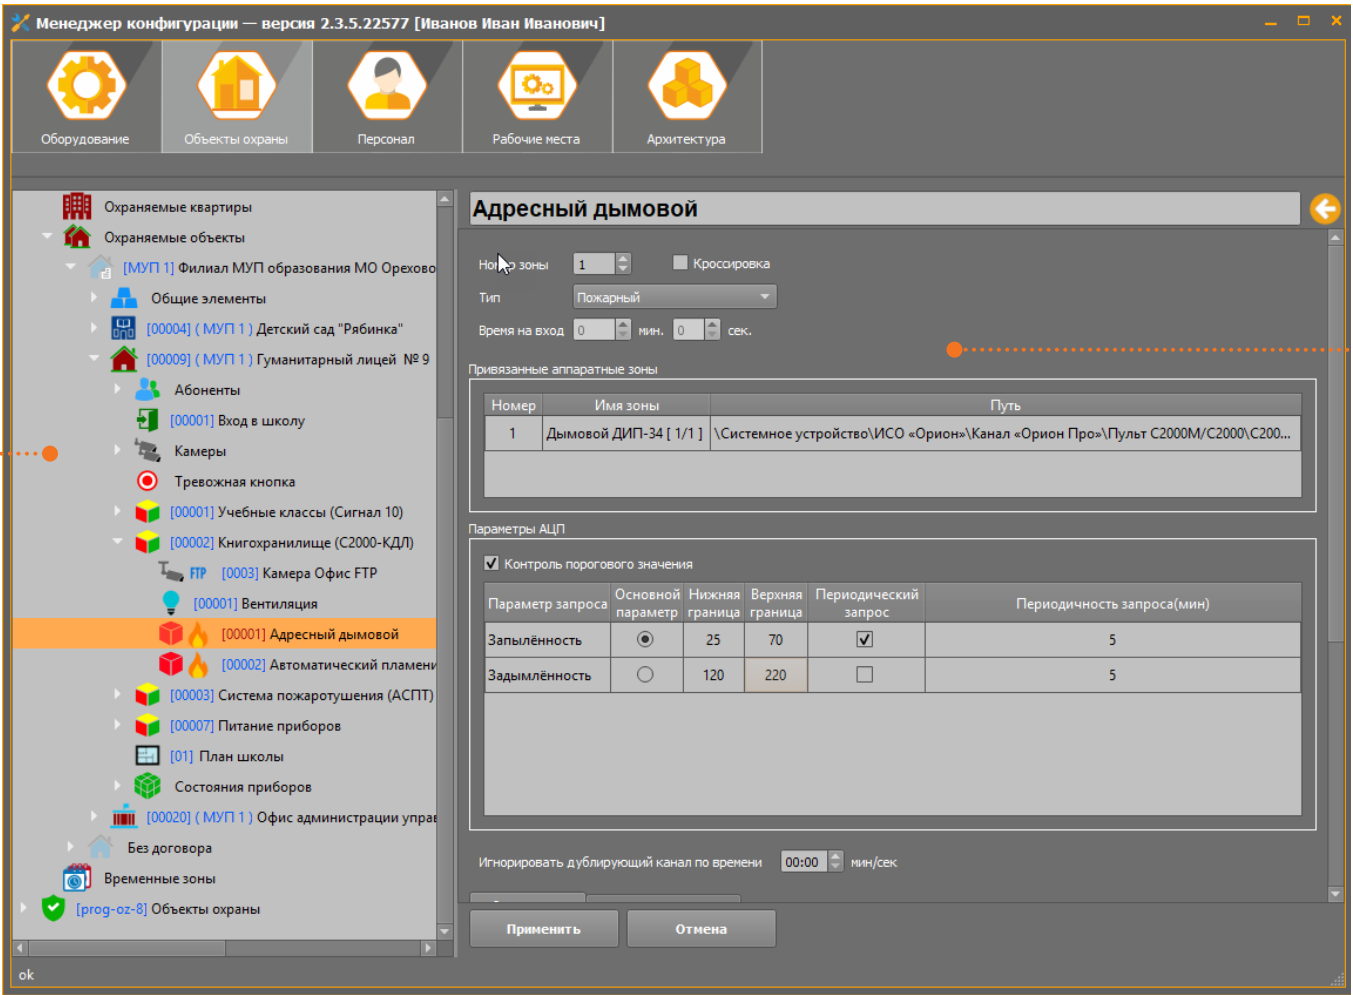 Менеджер конфигурации — версия 2.3.5.22577 [Иванов Иван Иванович]
Оборудование
Объекты охраны
Персонал
Рабочие места
Архитектура
Охраняемые квартиры
Охраняемые объекты
[МУП 1] Филиал МУП образования МО Орехово
Общие элементы
[00004] ( МУП 1 ) Детский сад "Рябинка"
[00009] ( МУП 1 ) Гуманитарный лицей № 9
Абоненты
[00001] Вход в школу
Камеры
Тревожная кнопка
[00001] Учебные классы (Сигнал 10)
[00002] Книгохранилище (С2000-КДЛ)
FTP [0003] Камера Офис FTP
[00001] Вентиляция
[00001] Адресный дымовой
[00002] Автоматический пламени
[00003] Система пожаротушения (АСПТ)
[00007] Питание приборов
[01] План школы
Состояния приборов
[00020] ( МУП 1 ) Офис администрации управ
Без договора
Временные зоны
[prog-oz-8] Объекты охраны
ok
Адресный дымовой
зоны 1 Кроссировка
Тип Пожарный
Время на вход 0 мин. 0 сек.
Привязанные аппаратные зоны
Номер Имя зоны Путь
1 Дымовой ДИП-34 [ 1/1 ] \Системное устройство\ИСО «Орион»\Канал «Орион Про»\Пульт С2000М/С2000\С200...
Параметры АЦП
Контроль порогового значения
Параметр запроса Основной параметр Нижняя граница Верхняя граница Периодический запрос Периодичность запроса(мин)
Запылённость 25 70 5
Задымлённость 120 220 5
Игнорировать дублирующий канал по времени 00:00 мин/сек
Применить Отмена